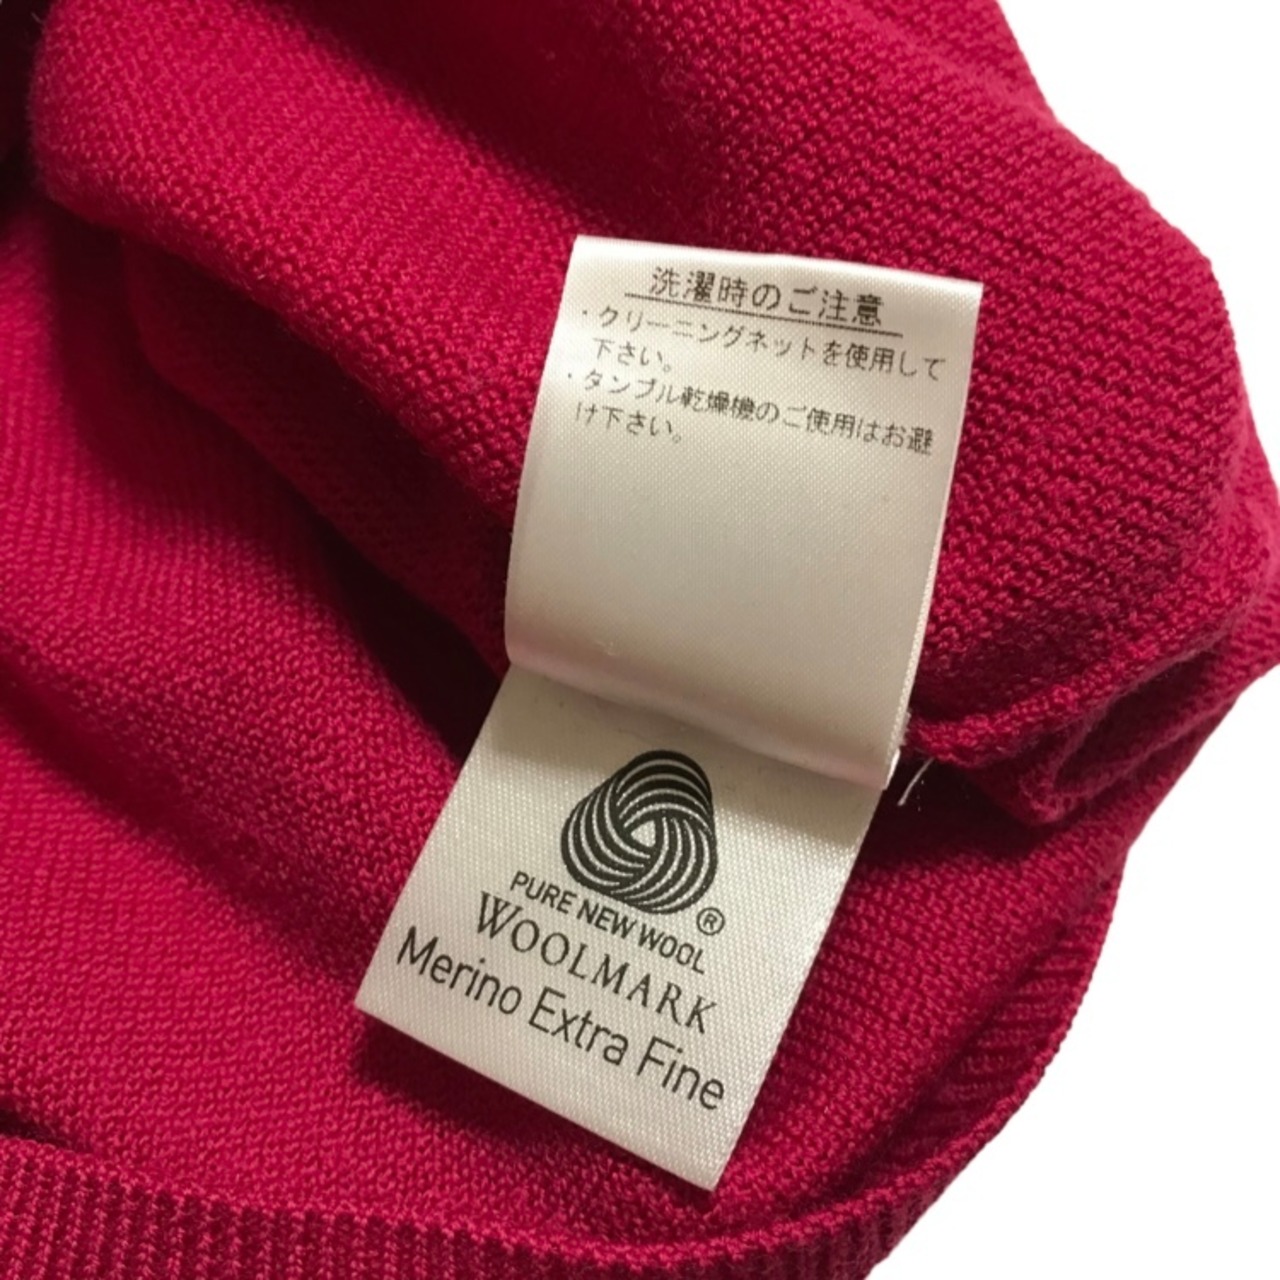 洗濯時のご注意
・クリーニングネットを使用して
下さい。
・タンブル乾燥機のご使用はお避
け下さい。
PURE NEW WOOL
®
WOOLMARK
Merino Extra Fine